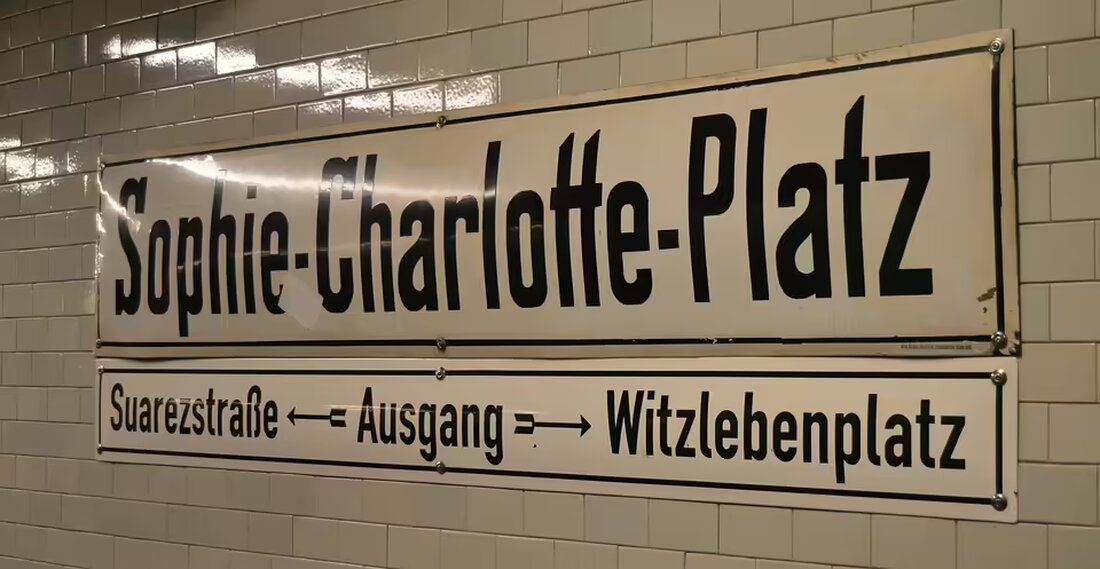 Sophie-Charlotte-Platz
Suarezstraße ← Ausgang → Witzlebenplatz